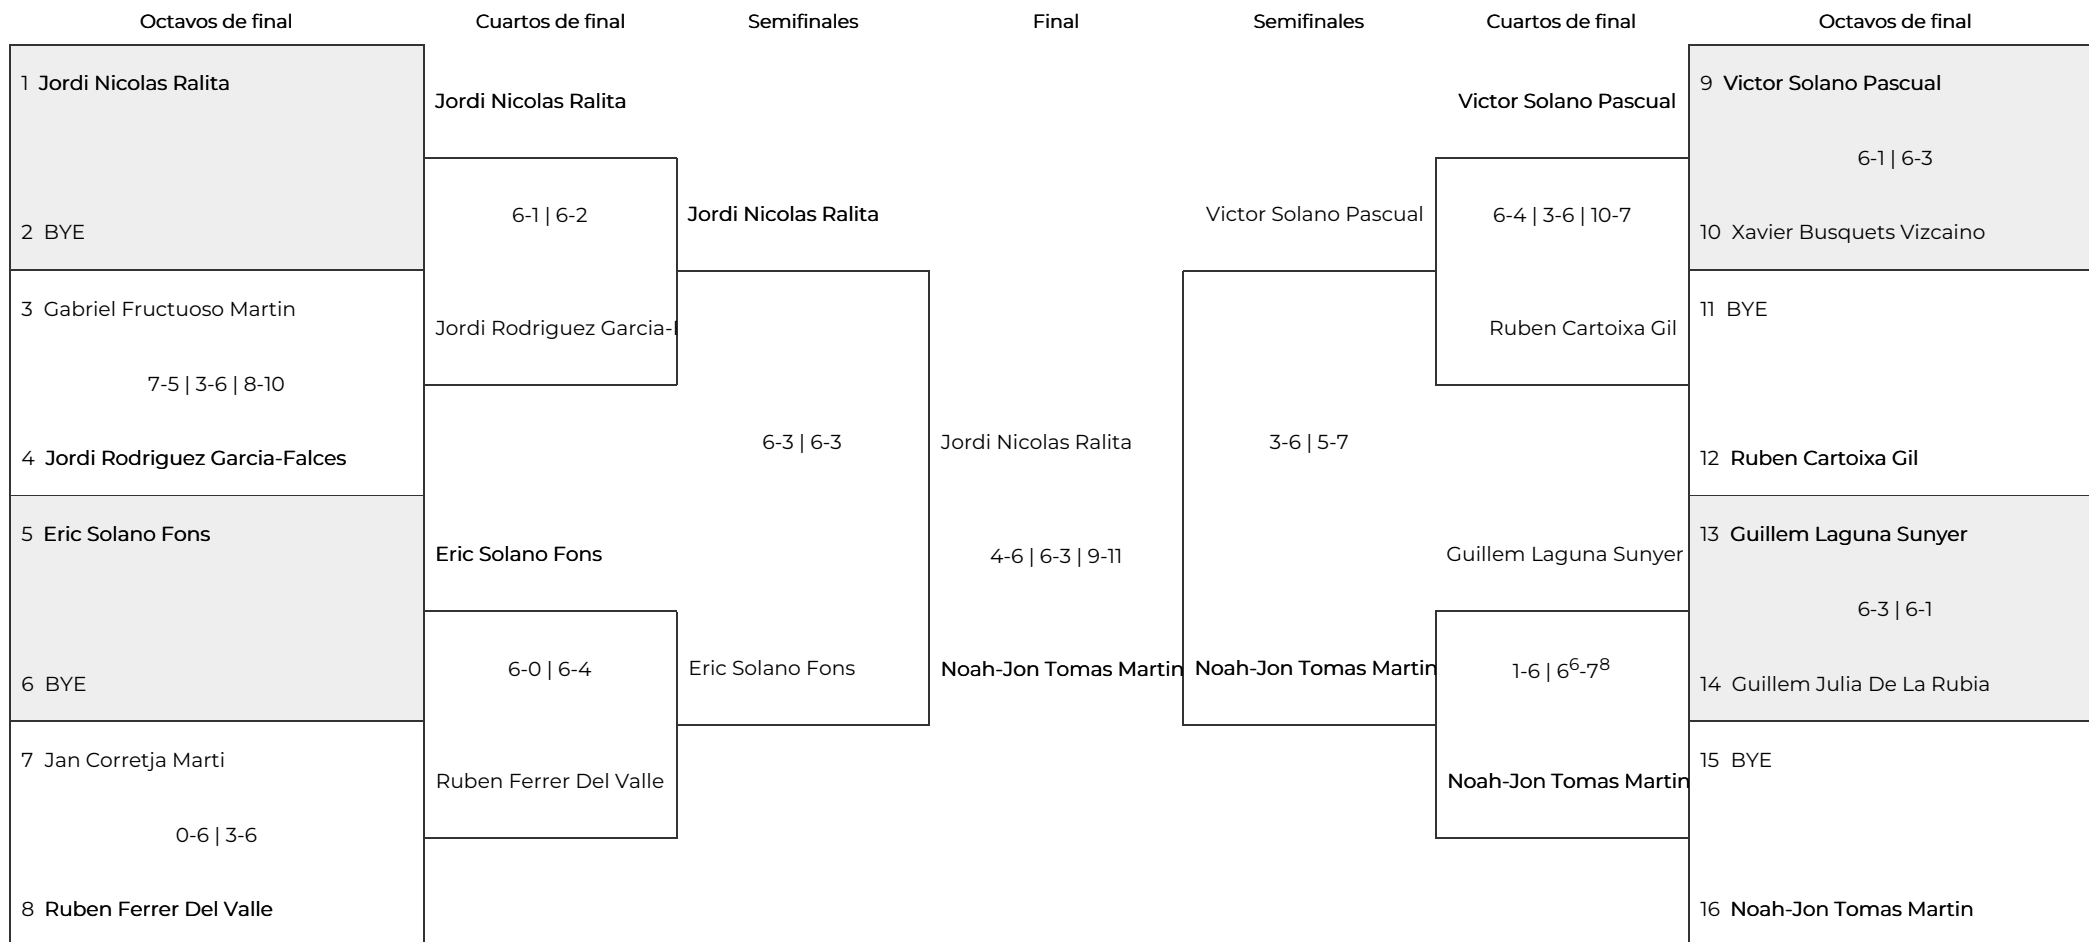 Octavos de final
Cuartos de final
Semifinales
Final
Semifinales
Cuartos de final
Octavos de final
1 Jordi Nicolas Ralita
2 BYE
3 Gabriel Fructuoso Martin
7-5 | 3-6 | 8-10
4 Jordi Rodriguez Garcia-Falces
5 Eric Solano Fons
6 BYE
7 Jan Corretja Marti
0-6 | 3-6
8 Ruben Ferrer Del Valle
Jordi Nicolas Ralita
6-1 | 6-2
Jordi Rodriguez Garcia-
Eric Solano Fons
6-0 | 6-4
Ruben Ferrer Del Valle
Jordi Nicolas Ralita
6-3 | 6-3
Eric Solano Fons
Jordi Nicolas Ralita
4-6 | 6-3 | 9-11
Noah-Jon Tomas Martin
Victor Solano Pascual
3-6 | 5-7
Noah-Jon Tomas Martin
Victor Solano Pascual
6-4 | 3-6 | 10-7
Ruben Cartoixa Gil
Guillem Laguna Sunyer
1-6 | 6⁶-7⁸
Noah-Jon Tomas Martin
9 Victor Solano Pascual
6-1 | 6-3
10 Xavier Busquets Vizcaino
11 BYE
12 Ruben Cartoixa Gil
13 Guillem Laguna Sunyer
6-3 | 6-1
14 Guillem Julia De La Rubia
15 BYE
16 Noah-Jon Tomas Martin